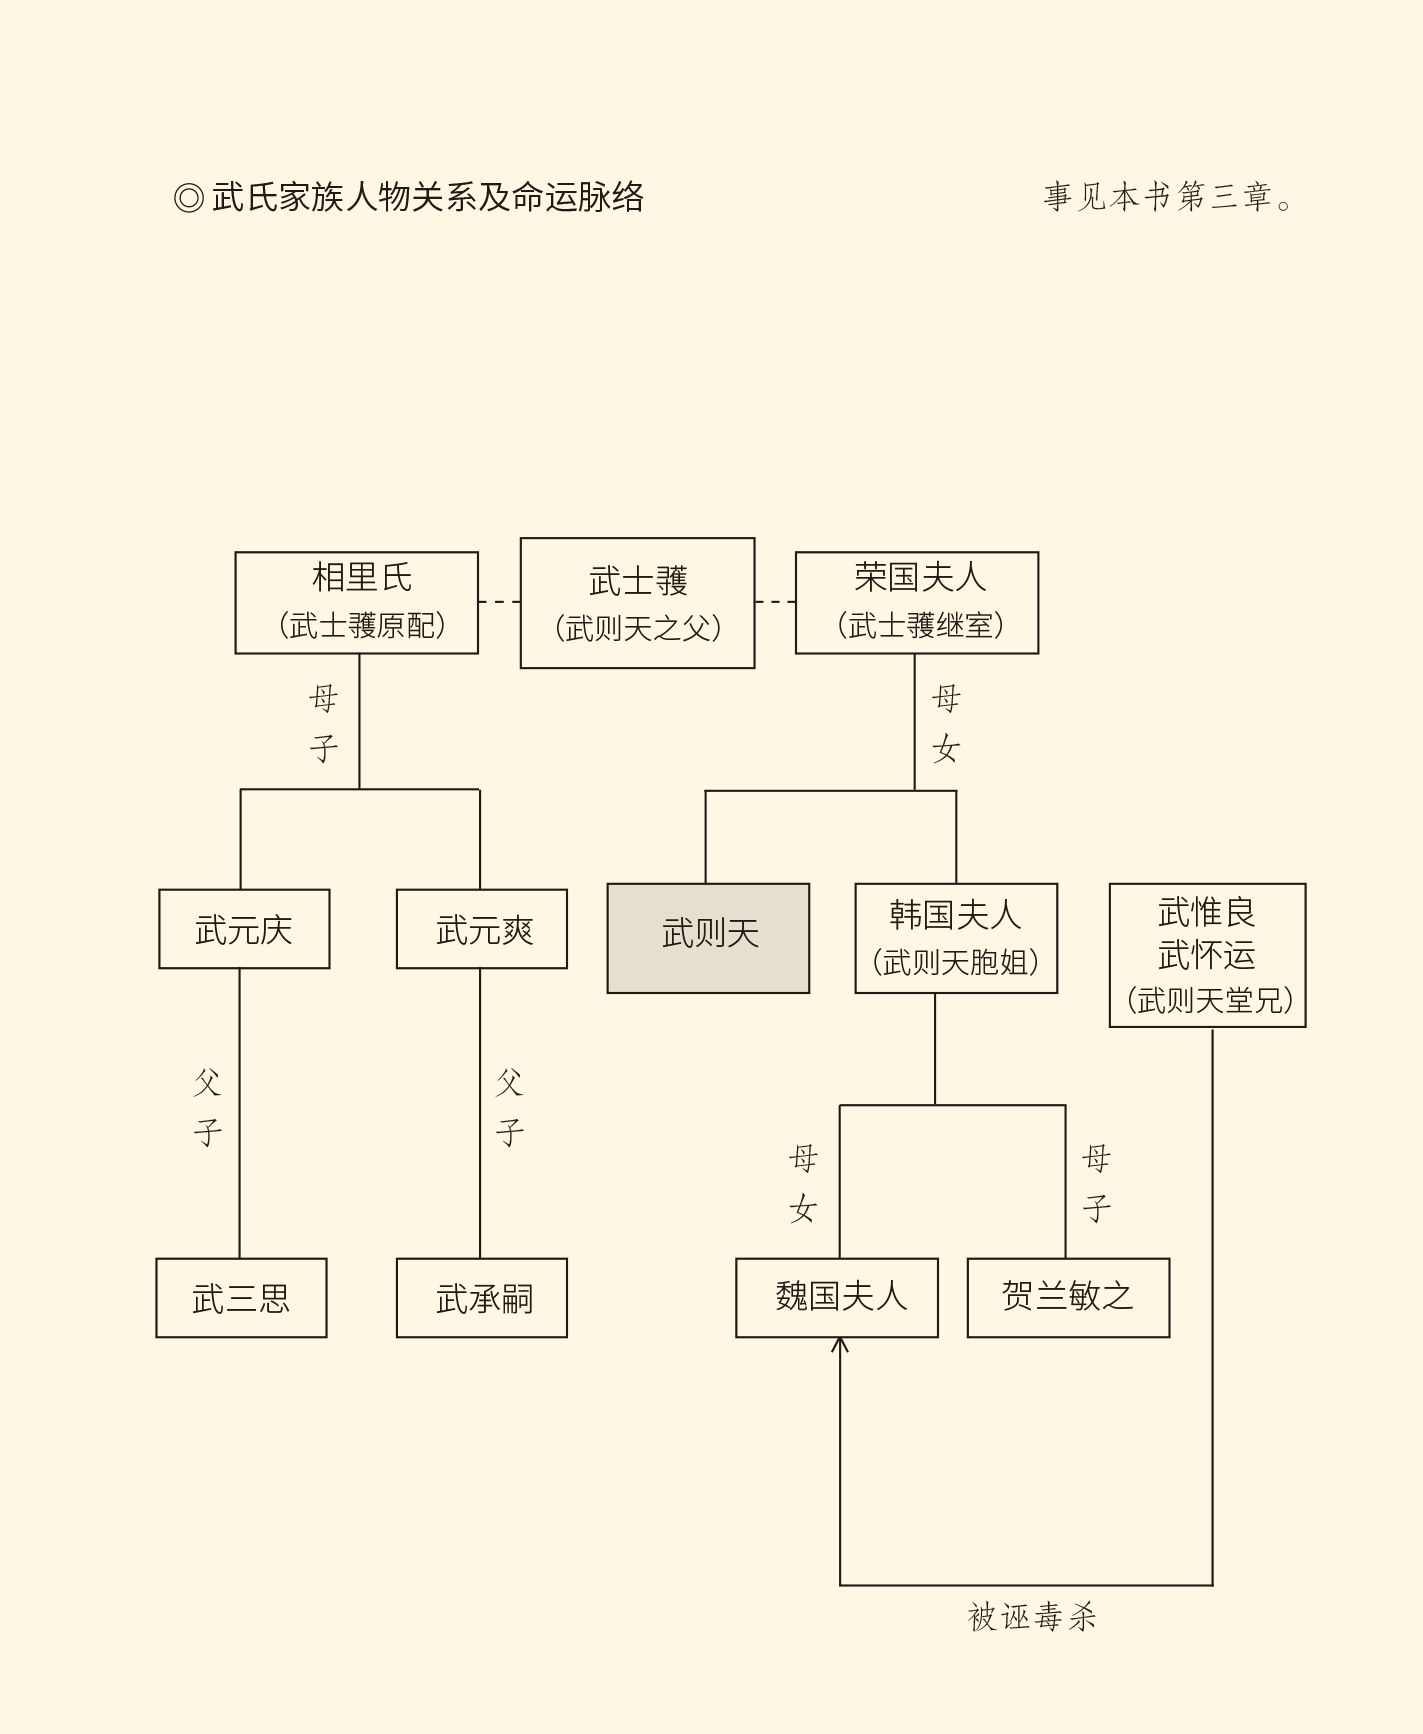 ◎武氏家族人物关系及命运脉络
事见本书第三章。
相里氏
（武士彟原配）
武士彟
（武则天之父）
荣国夫人
（武士彟继室）
母子
母女
武元庆
武元爽
武则天
韩国夫人
（武则天胞姐）
武惟良
武怀运
（武则天堂兄）
父子
父子
母女
母子
武三思
武承嗣
魏国夫人
贺兰敏之
被诬毒杀